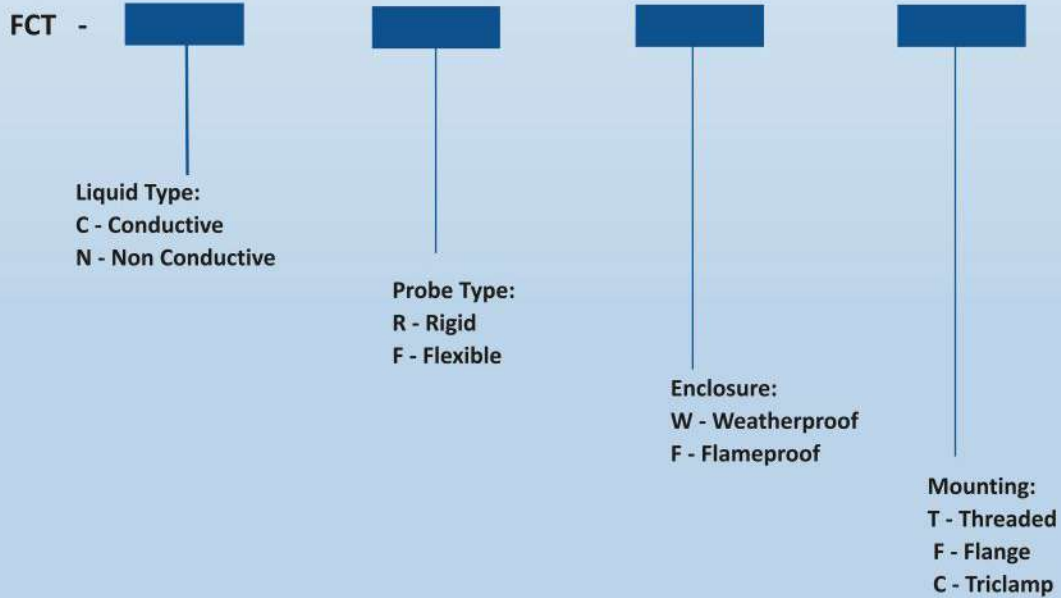 FCT -
Liquid Type:
C - Conductive
N - Non Conductive
Probe Type:
R - Rigid
F - Flexible
Enclosure:
W - Weatherproof
F - Flameproof
Mounting:
T - Threaded
F - Flange
C - Triclamp